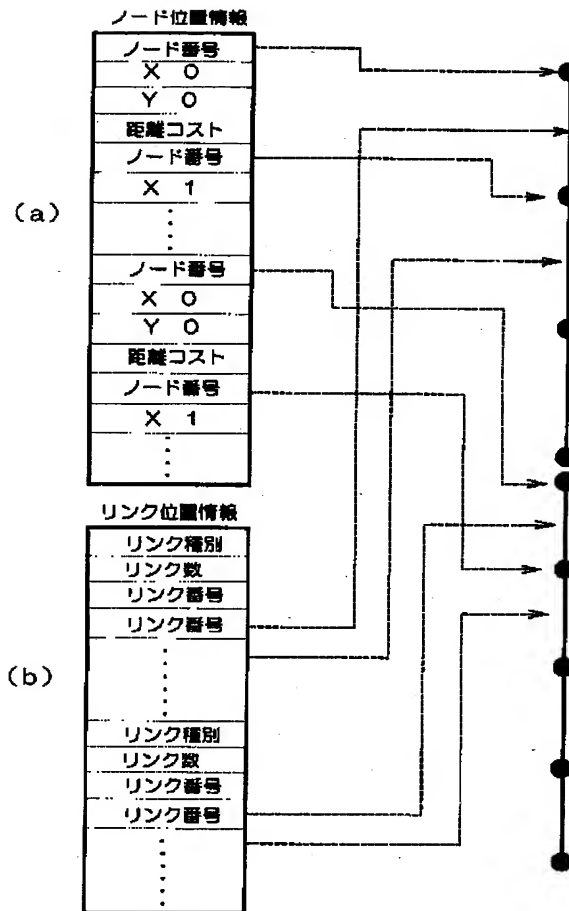 ノード位置情報
ノード番号
X 0
Y 0
距離コスト
ノード番号
X 1
(a)
ノード番号
X 0
Y 0
距離コスト
ノード番号
X 1
リンク位置情報
リンク種別
リンク数
リンク番号
リンク番号
(b)
リンク種別
リンク数
リンク番号
リンク番号